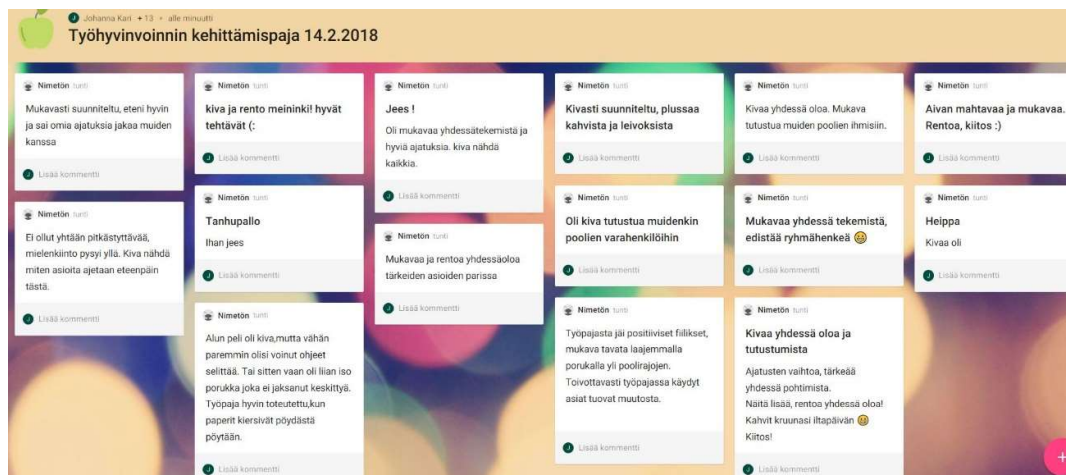 Johanna Kari + 13 • alle minuutti
Työhyvinvoinnin kehittämispaja 14.2.2018
Nimetön tunti
Mukavasti suunniteltu, eteni hyvin
ja sai omia ajatuksia jakaa muiden
kanssa
Lisää kommentti
Nimetön tunti
Ei ollut yhtään pitkästyttävää,
mielenkiinto pysyi yllä. Kiva nähdä
miten asioita ajetaan eteenpäin
tästä.
Lisää kommentti
Nimetön tunti
kiva ja rento meininki! hyvät
tehtävät (:
Lisää kommentti
Nimetön tunti
Tanhupallo
Ihan jees
Lisää kommentti
Nimetön tunti
Alun peli oli kiva,mutta vähän
paremmin olisi voinut ohjeet
selittää. Tai sitten vaan oli liian iso
porukka joka ei jaksanut keskittyä.
Työpaja hyvin toteutettu,kun
paperit kiersivät pöydästä
pöytään.
Lisää kommentti
Nimetön tunti
Jees !
Oli mukavaa yhdessätekemistä ja
hyviä ajatuksia. kiva nähdä
kaikkia.
Lisää kommentti
Nimetön tunti
Mukavaa ja rentoa yhdessäoloa
tärkeiden asioiden parissa
Lisää kommentti
Nimetön tunti
Kivasti suunniteltu, plussaa
kahvista ja leivoksista
Lisää kommentti
Nimetön tunti
Oli kiva tutustua muidenkin
poolien varahenkilöihin
Lisää kommentti
Nimetön tunti
Työpajasta jäi positiiviset fiilikset,
mukava tavata laajemmalla
porukalla yli poolirajojen.
Toivottavasti työpajassa käydyt
asiat tuovat muutosta.
Lisää kommentti
Nimetön tunti
Kivaa yhdessä oloa. Mukava
tutustua muiden poolien ihmisiin.
Lisää kommentti
Nimetön tunti
Mukavaa yhdessä tekemistä,
edistää ryhmähenkeä 😀
Lisää kommentti
Nimetön tunti
Kivaa yhdessä oloa ja
tutustumista
Ajatusten vaihtoa, tärkeää
yhdessä pohtimista.
Näitä lisää, rentoa yhdessä oloa!
Kahvit kruunasi iltapäivän 😀
Kiitos!
Lisää kommentti
Nimetön tunti
Aivan mahtavaa ja mukavaa.
Rentoa, kiitos :)
Lisää kommentti
Nimetön tunti
Heippa
Kivaa oli
Lisää kommentti